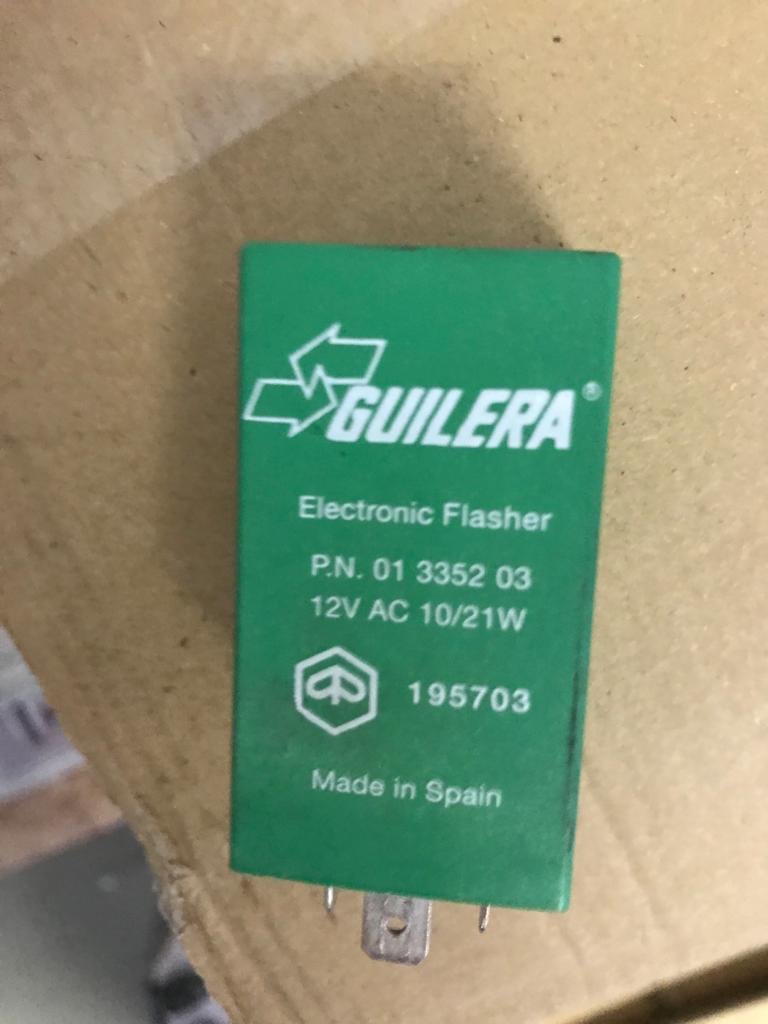 GUILERA®
Electronic Flasher
P.N. 01 3352 03
12V AC 10/21W
195703
Made in Spain